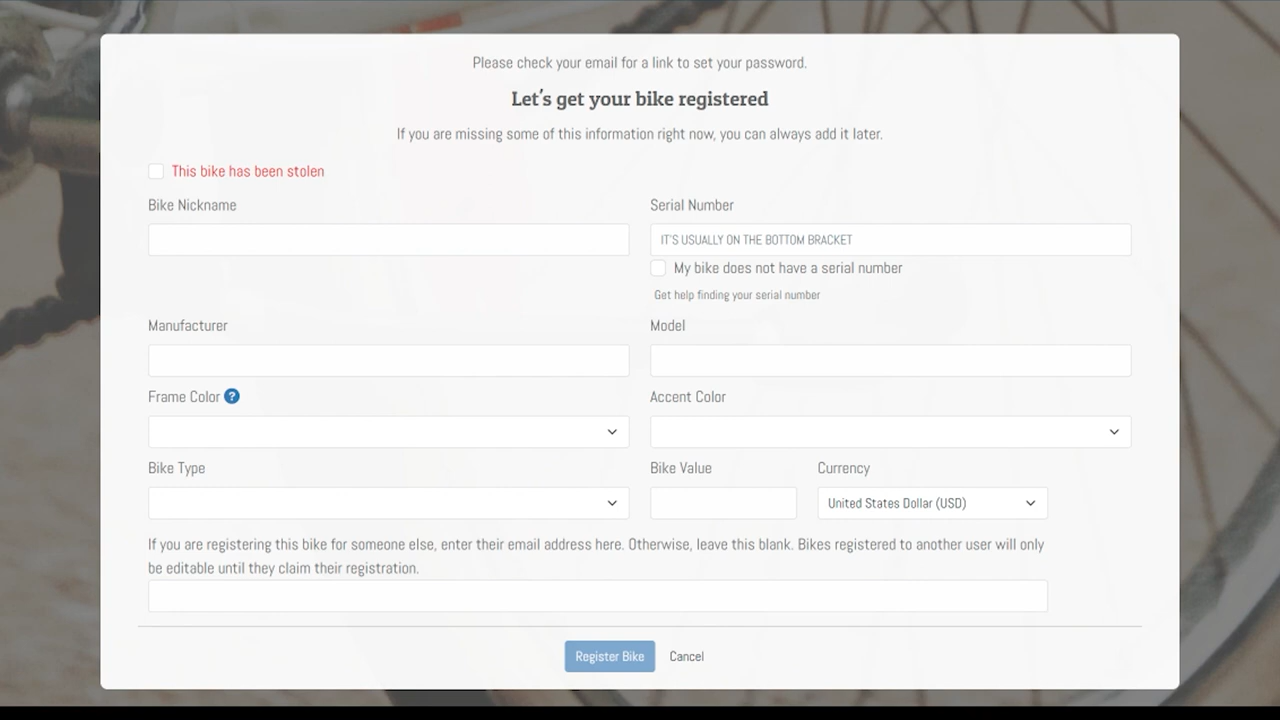 Please check your email for a link to set your password.
Let's get your bike registered
If you are missing some of this information right now, you can always add it later.
This bike has been stolen
Bike Nickname
Serial Number
IT'S USUALLY ON THE BOTTOM BRACKET
My bike does not have a serial number
Get help finding your serial number
Manufacturer
Model
Frame Color ?
Accent Color
Bike Type
Bike Value
Currency
United States Dollar (USD)
If you are registering this bike for someone else, enter their email address here. Otherwise, leave this blank. Bikes registered to another user will only
be editable until they claim their registration.
Register Bike
Cancel